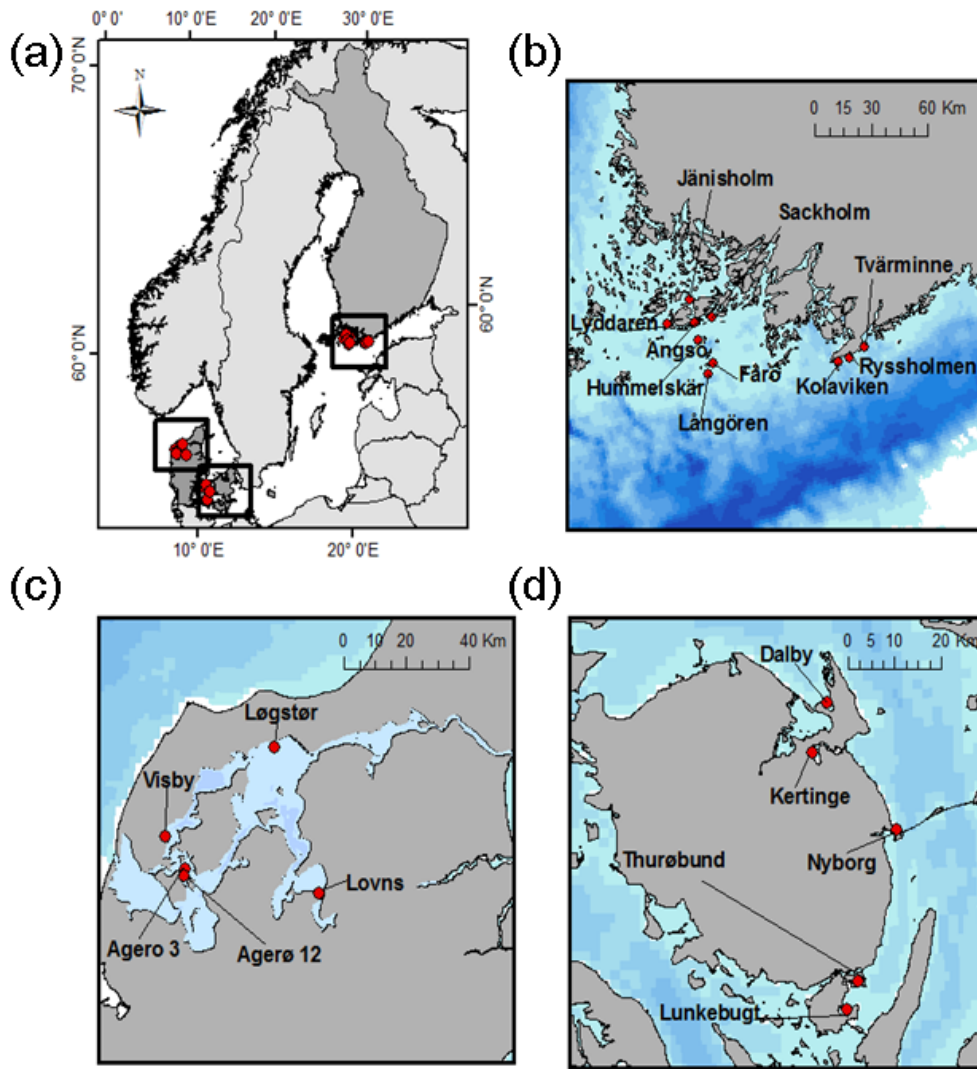 (a)
0° 0'
10° 0'E
20° 0'E
30° 0'E
70° 0'N
60° 0'N
60° 0'N
N
10° 0'E
20° 0'E
(b)
0 15 30 60 Km
Jänisholm
Sackholm
Tvärminne
Lyddaren
Angsö
Hummelskär
Fårö
Kolaviken
Ryssholmen
Långören
(c)
0 10 20 40 Km
Løgstør
Visby
Lovns
Agero 3
Agerø 12
(d)
0 5 10 20 Km
Dalby
Kertinge
Nyborg
Thurøbund
Lunkebugt